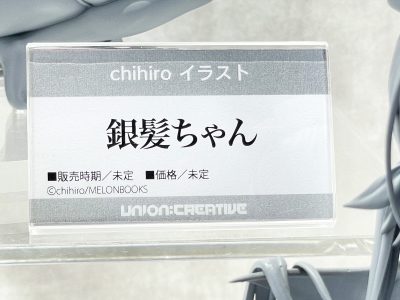 chihiro イラスト
銀髪ちゃん
■販売時期／未定　■価格／未定
©chihiro/MELONBOOKS
UNION:CREATIVE